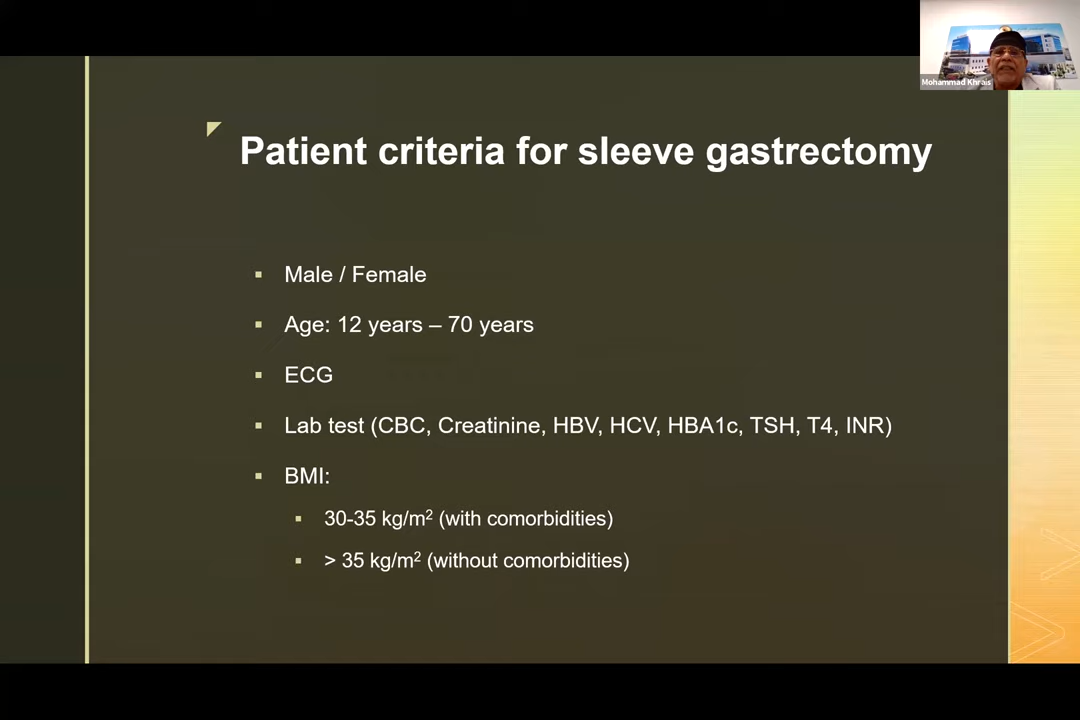 Mohammad Khrais
Patient criteria for sleeve gastrectomy
▪ Male / Female
▪ Age: 12 years – 70 years
▪ ECG
▪ Lab test (CBC, Creatinine, HBV, HCV, HBA1c, TSH, T4, INR)
▪ BMI:
▪ 30-35 kg/m² (with comorbidities)
▪ > 35 kg/m² (without comorbidities)